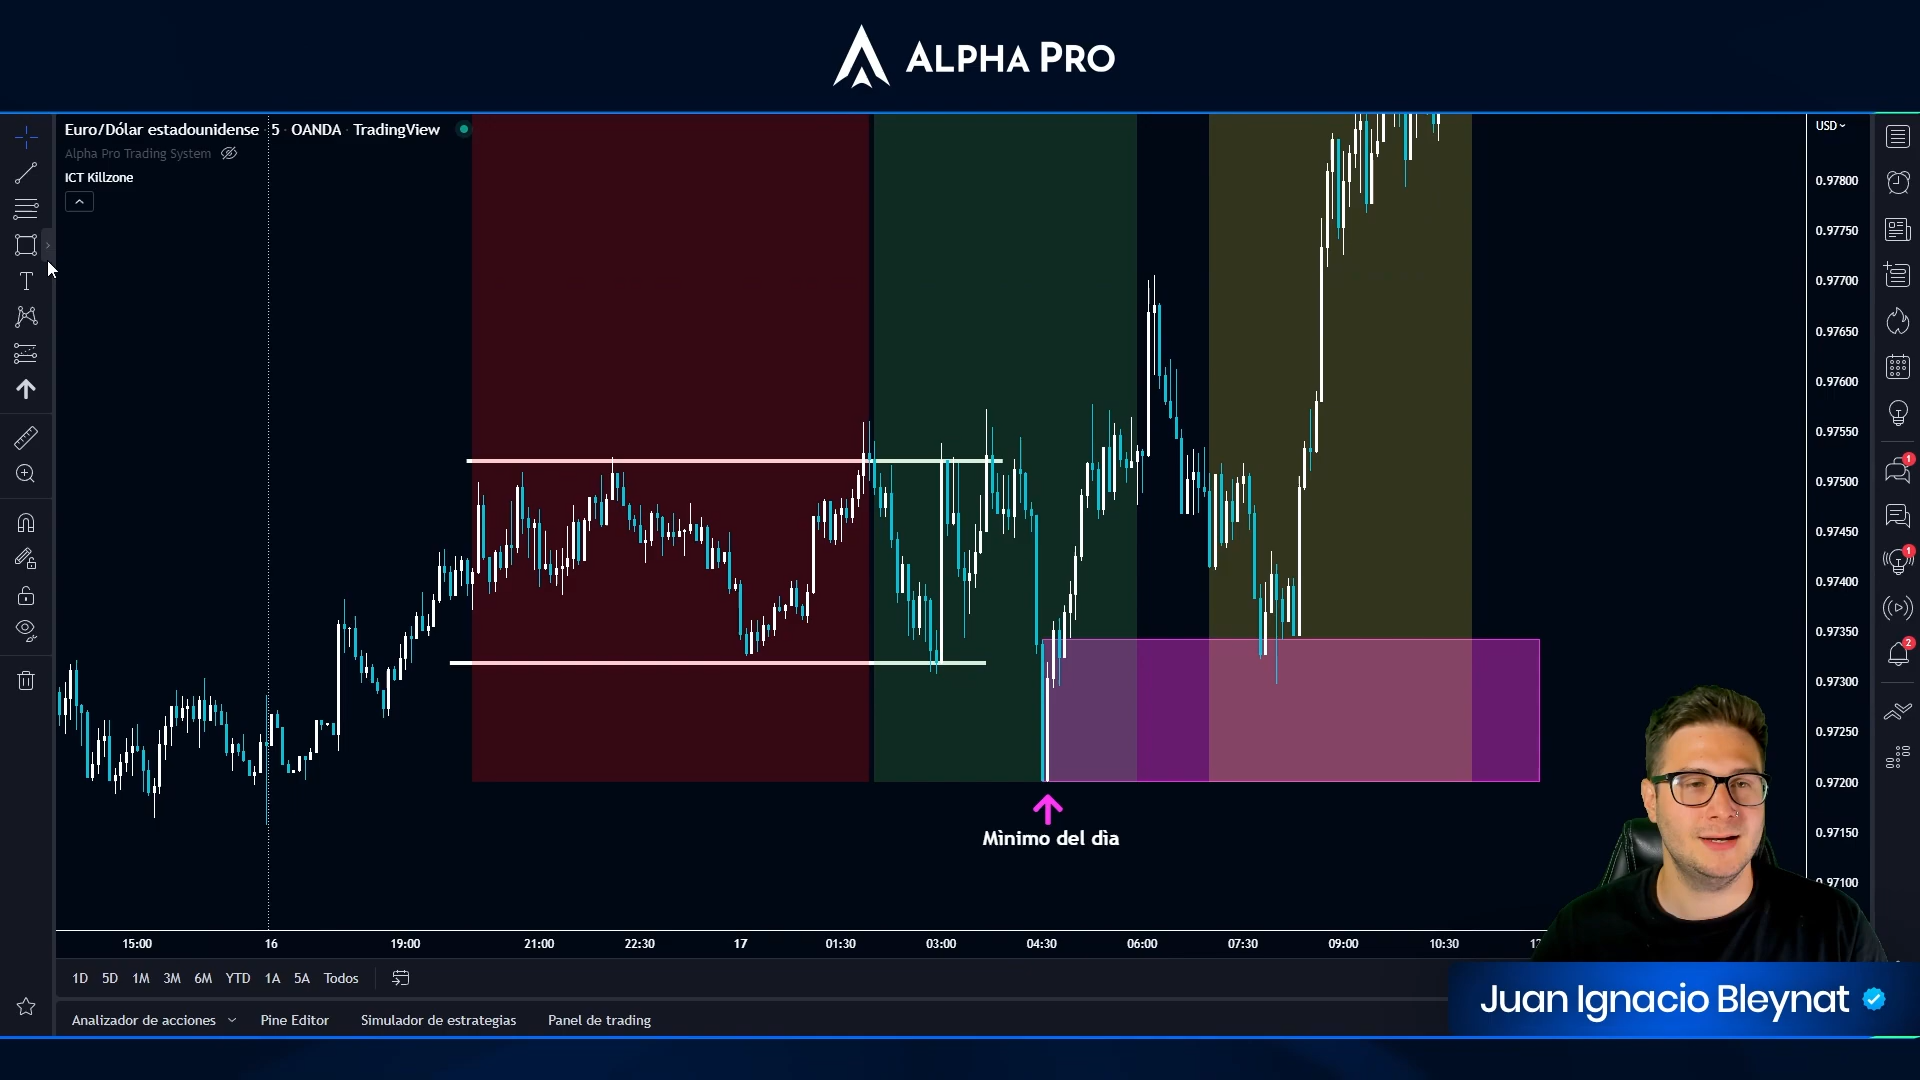 ALPHA PRO
Euro/Dólar estadounidense · 5 · OANDA · TradingView
Alpha Pro Trading System
ICT Killzone
USD
0.97800
0.97750
0.97700
0.97650
0.97600
0.97550
0.97500
0.97450
0.97400
0.97350
0.97300
0.97250
0.97200
0.97150
0.97100
Mìnimo del dìa
15:00 16 19:00 21:00 22:30 17 01:30 03:00 04:30 06:00 07:30 09:00 10:30
1D 5D 1M 3M 6M YTD 1A 5A Todos
Analizador de acciones Pine Editor Simulador de estrategias Panel de trading
Juan Ignacio Bleynat
1
1
2